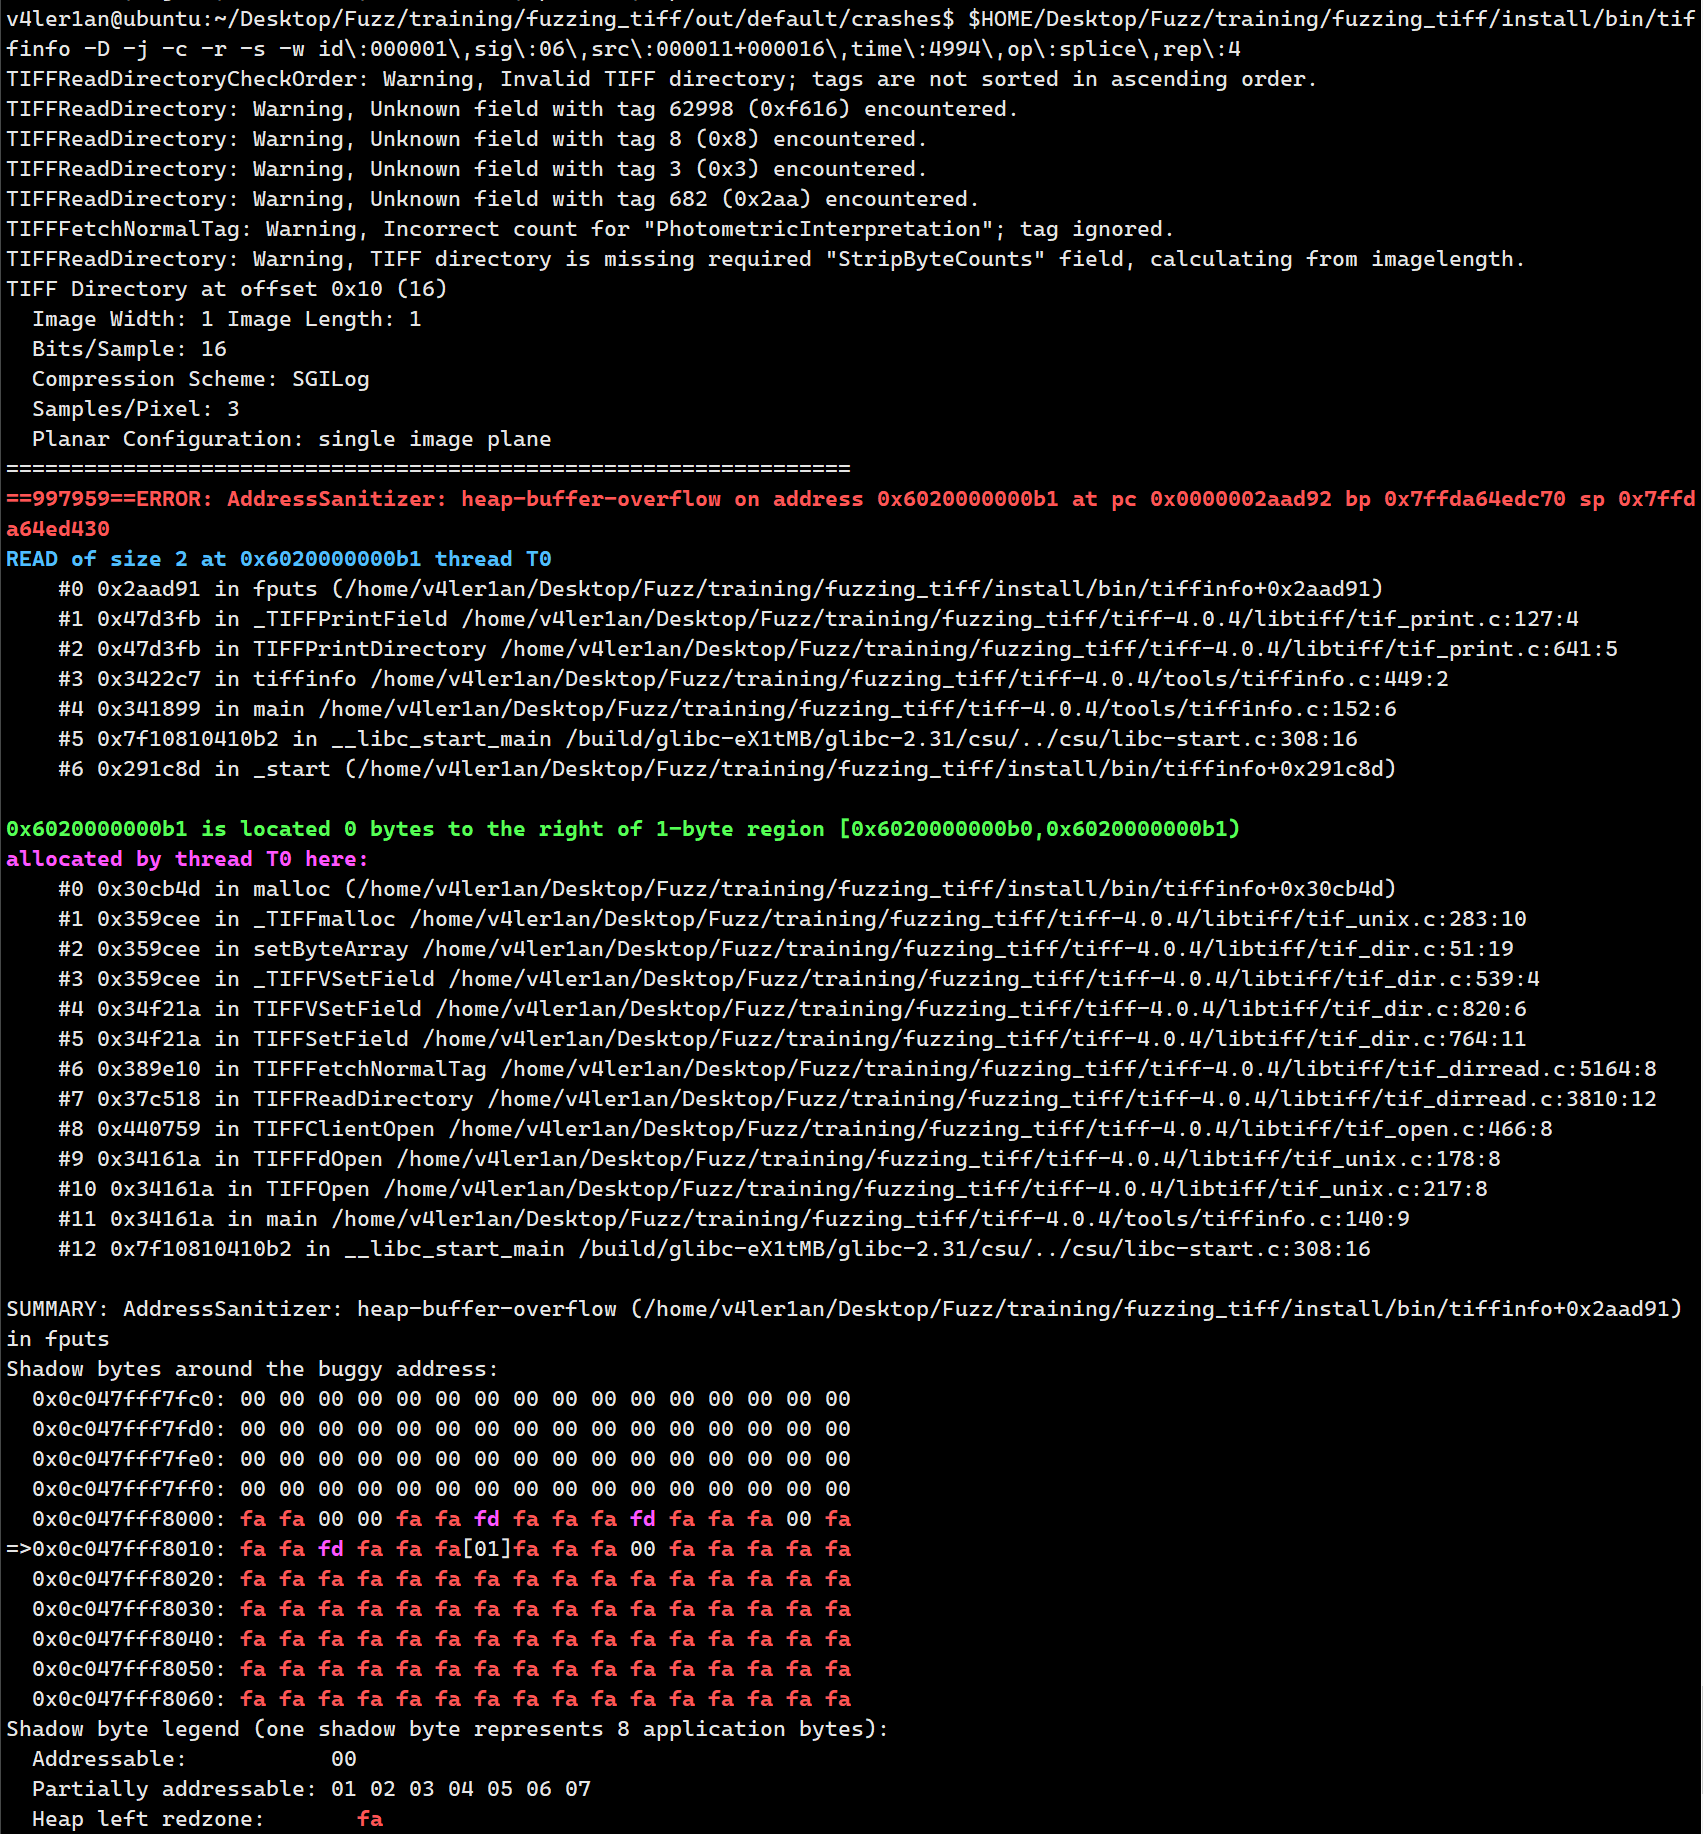 v4ler1an@ubuntu:~/Desktop/Fuzz/training/fuzzing_tiff/out/default/crashes$ $HOME/Desktop/Fuzz/training/fuzzing_tiff/install/bin/tif
finfo -D -j -c -r -s -w id\:000001\,sig\:06\,src\:000011+000016\,time\:4994\,op\:splice\,rep\:4
TIFFReadDirectoryCheckOrder: Warning, Invalid TIFF directory; tags are not sorted in ascending order.
TIFFReadDirectory: Warning, Unknown field with tag 62998 (0xf616) encountered.
TIFFReadDirectory: Warning, Unknown field with tag 8 (0x8) encountered.
TIFFReadDirectory: Warning, Unknown field with tag 3 (0x3) encountered.
TIFFReadDirectory: Warning, Unknown field with tag 682 (0x2aa) encountered.
TIFFFetchNormalTag: Warning, Incorrect count for "PhotometricInterpretation"; tag ignored.
TIFFReadDirectory: Warning, TIFF directory is missing required "StripByteCounts" field, calculating from imagelength.
TIFF Directory at offset 0x10 (16)
  Image Width: 1 Image Length: 1
  Bits/Sample: 16
  Compression Scheme: SGILog
  Samples/Pixel: 3
  Planar Configuration: single image plane
=================================================================
==997959==ERROR: AddressSanitizer: heap-buffer-overflow on address 0x6020000000b1 at pc 0x0000002aad92 bp 0x7ffda64edc70 sp 0x7ffd
a64ed430
READ of size 2 at 0x6020000000b1 thread T0
    #0 0x2aad91 in fputs (/home/v4ler1an/Desktop/Fuzz/training/fuzzing_tiff/install/bin/tiffinfo+0x2aad91)
    #1 0x47d3fb in _TIFFPrintField /home/v4ler1an/Desktop/Fuzz/training/fuzzing_tiff/tiff-4.0.4/libtiff/tif_print.c:127:4
    #2 0x47d3fb in TIFFPrintDirectory /home/v4ler1an/Desktop/Fuzz/training/fuzzing_tiff/tiff-4.0.4/libtiff/tif_print.c:641:5
    #3 0x3422c7 in tiffinfo /home/v4ler1an/Desktop/Fuzz/training/fuzzing_tiff/tiff-4.0.4/tools/tiffinfo.c:449:2
    #4 0x341899 in main /home/v4ler1an/Desktop/Fuzz/training/fuzzing_tiff/tiff-4.0.4/tools/tiffinfo.c:152:6
    #5 0x7f10810410b2 in __libc_start_main /build/glibc-eX1tMB/glibc-2.31/csu/../csu/libc-start.c:308:16
    #6 0x291c8d in _start (/home/v4ler1an/Desktop/Fuzz/training/fuzzing_tiff/install/bin/tiffinfo+0x291c8d)

0x6020000000b1 is located 0 bytes to the right of 1-byte region [0x6020000000b0,0x6020000000b1)
allocated by thread T0 here:
    #0 0x30cb4d in malloc (/home/v4ler1an/Desktop/Fuzz/training/fuzzing_tiff/install/bin/tiffinfo+0x30cb4d)
    #1 0x359cee in _TIFFmalloc /home/v4ler1an/Desktop/Fuzz/training/fuzzing_tiff/tiff-4.0.4/libtiff/tif_unix.c:283:10
    #2 0x359cee in setByteArray /home/v4ler1an/Desktop/Fuzz/training/fuzzing_tiff/tiff-4.0.4/libtiff/tif_dir.c:51:19
    #3 0x359cee in _TIFFVSetField /home/v4ler1an/Desktop/Fuzz/training/fuzzing_tiff/tiff-4.0.4/libtiff/tif_dir.c:539:4
    #4 0x34f21a in TIFFVSetField /home/v4ler1an/Desktop/Fuzz/training/fuzzing_tiff/tiff-4.0.4/libtiff/tif_dir.c:820:6
    #5 0x34f21a in TIFFSetField /home/v4ler1an/Desktop/Fuzz/training/fuzzing_tiff/tiff-4.0.4/libtiff/tif_dir.c:764:11
    #6 0x389e10 in TIFFFetchNormalTag /home/v4ler1an/Desktop/Fuzz/training/fuzzing_tiff/tiff-4.0.4/libtiff/tif_dirread.c:5164:8
    #7 0x37c518 in TIFFReadDirectory /home/v4ler1an/Desktop/Fuzz/training/fuzzing_tiff/tiff-4.0.4/libtiff/tif_dirread.c:3810:12
    #8 0x440759 in TIFFClientOpen /home/v4ler1an/Desktop/Fuzz/training/fuzzing_tiff/tiff-4.0.4/libtiff/tif_open.c:466:8
    #9 0x34161a in TIFFFdOpen /home/v4ler1an/Desktop/Fuzz/training/fuzzing_tiff/tiff-4.0.4/libtiff/tif_unix.c:178:8
    #10 0x34161a in TIFFOpen /home/v4ler1an/Desktop/Fuzz/training/fuzzing_tiff/tiff-4.0.4/libtiff/tif_unix.c:217:8
    #11 0x34161a in main /home/v4ler1an/Desktop/Fuzz/training/fuzzing_tiff/tiff-4.0.4/tools/tiffinfo.c:140:9
    #12 0x7f10810410b2 in __libc_start_main /build/glibc-eX1tMB/glibc-2.31/csu/../csu/libc-start.c:308:16

SUMMARY: AddressSanitizer: heap-buffer-overflow (/home/v4ler1an/Desktop/Fuzz/training/fuzzing_tiff/install/bin/tiffinfo+0x2aad91)
in fputs
Shadow bytes around the buggy address:
  0x0c047fff7fc0: 00 00 00 00 00 00 00 00 00 00 00 00 00 00 00 00
  0x0c047fff7fd0: 00 00 00 00 00 00 00 00 00 00 00 00 00 00 00 00
  0x0c047fff7fe0: 00 00 00 00 00 00 00 00 00 00 00 00 00 00 00 00
  0x0c047fff7ff0: 00 00 00 00 00 00 00 00 00 00 00 00 00 00 00 00
  0x0c047fff8000: fa fa 00 00 fa fa fd fa fa fa fd fa fa fa 00 fa
=>0x0c047fff8010: fa fa fd fa fa fa[01]fa fa fa 00 fa fa fa fa fa
  0x0c047fff8020: fa fa fa fa fa fa fa fa fa fa fa fa fa fa fa fa
  0x0c047fff8030: fa fa fa fa fa fa fa fa fa fa fa fa fa fa fa fa
  0x0c047fff8040: fa fa fa fa fa fa fa fa fa fa fa fa fa fa fa fa
  0x0c047fff8050: fa fa fa fa fa fa fa fa fa fa fa fa fa fa fa fa
  0x0c047fff8060: fa fa fa fa fa fa fa fa fa fa fa fa fa fa fa fa
Shadow byte legend (one shadow byte represents 8 application bytes):
  Addressable:           00
  Partially addressable: 01 02 03 04 05 06 07
  Heap left redzone:       fa